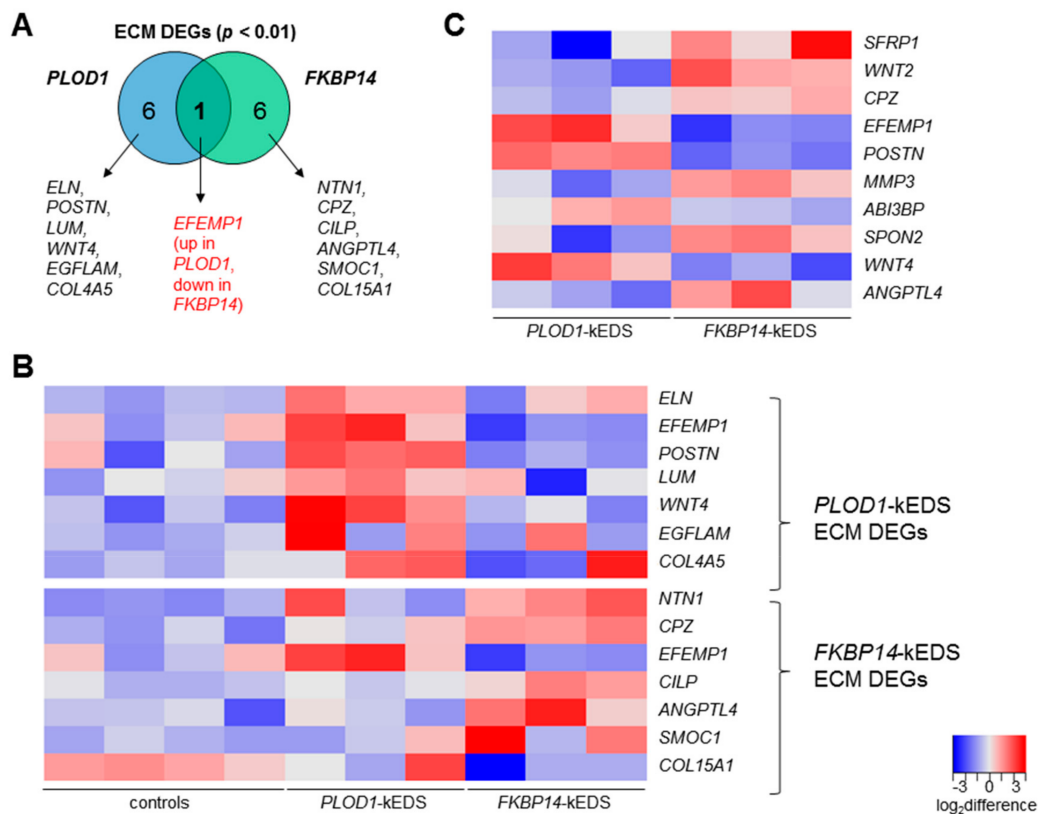 A
ECM DEGs (p < 0.01)
PLOD1
FKBP14
6
1
6
ELN,
POSTN,
LUM,
WNT4,
EGFLAM,
COL4A5
EFEMP1
(up in
PLOD1,
down in
FKBP14)
NTN1,
CPZ,
CILP,
ANGPTL4,
SMOC1,
COL15A1
C
SFRP1
WNT2
CPZ
EFEMP1
POSTN
MMP3
ABI3BP
SPON2
WNT4
ANGPTL4
PLOD1-kEDS
FKBP14-kEDS
B
ELN
EFEMP1
POSTN
LUM
WNT4
EGFLAM
COL4A5
PLOD1-kEDS
ECM DEGs
NTN1
CPZ
EFEMP1
CILP
ANGPTL4
SMOC1
COL15A1
FKBP14-kEDS
ECM DEGs
controls
PLOD1-kEDS
FKBP14-kEDS
-3 0 3
log₂difference